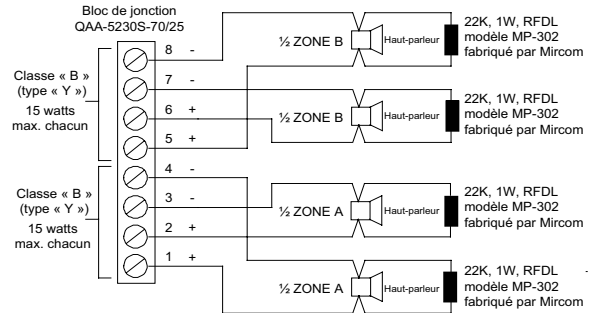 Bloc de jonction
QAA-5230S-70/25
8 -
7 -
6 +
5 +
4 -
3 -
2 +
1 +
Classe « B »
(type « Y »)
15 watts
max. chacun
Classe « B »
(type « Y »)
15 watts
max. chacun
½ ZONE B
Haut-parleur
22K, 1W, RFDL
modèle MP-302
fabriqué par Mircom
½ ZONE B
Haut-parleur
22K, 1W, RFDL
modèle MP-302
fabriqué par Mircom
½ ZONE A
Haut-parleur
22K, 1W, RFDL
modèle MP-302
fabriqué par Mircom
½ ZONE A
Haut-parleur
22K, 1W, RFDL
modèle MP-302
fabriqué par Mircom